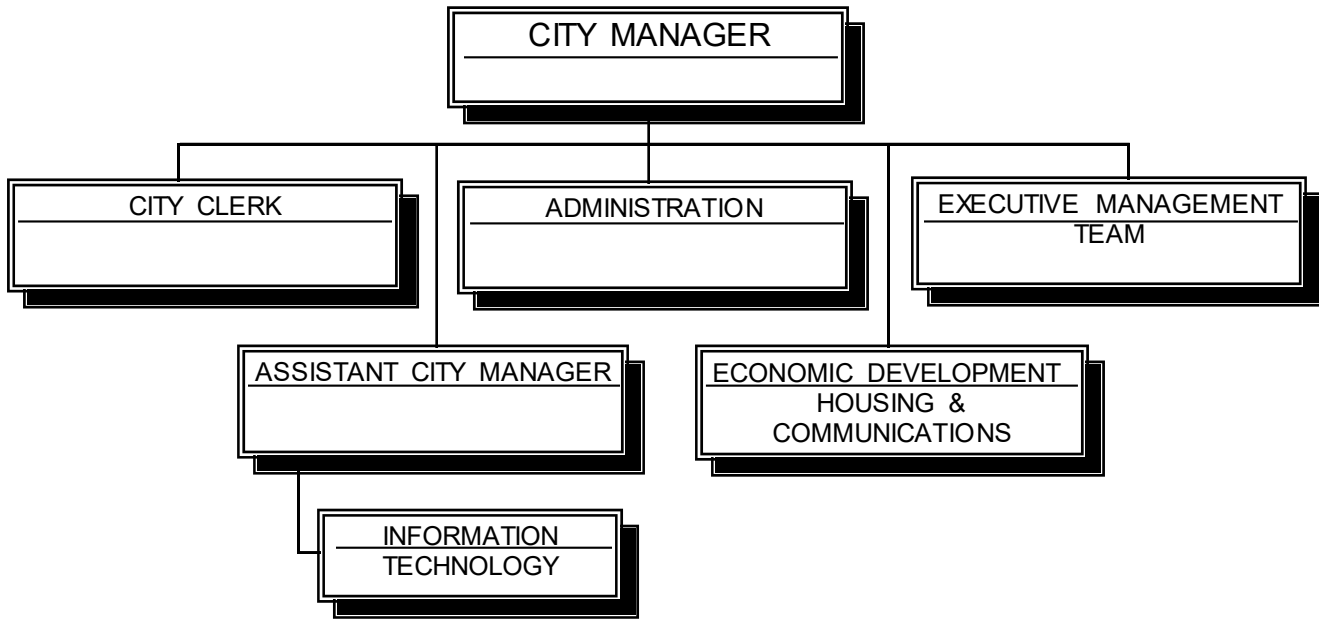 CITY MANAGER
CITY CLERK
ADMINISTRATION
EXECUTIVE MANAGEMENT
TEAM
ASSISTANT CITY MANAGER
ECONOMIC DEVELOPMENT
HOUSING &
COMMUNICATIONS
INFORMATION
TECHNOLOGY